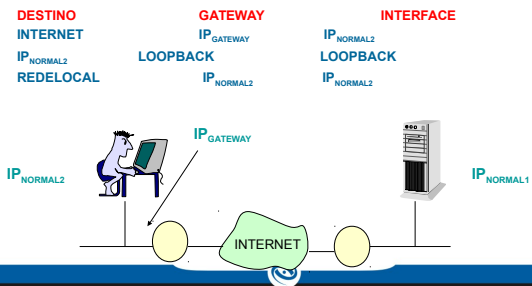 DESTINO GATEWAY INTERFACE
INTERNET IPGATEWAY IPNORMAL2
IPNORMAL2 LOOPBACK LOOPBACK
REDELOCAL IPNORMAL2 IPNORMAL2
IPGATEWAY
IPNORMAL2
IPNORMAL1
INTERNET